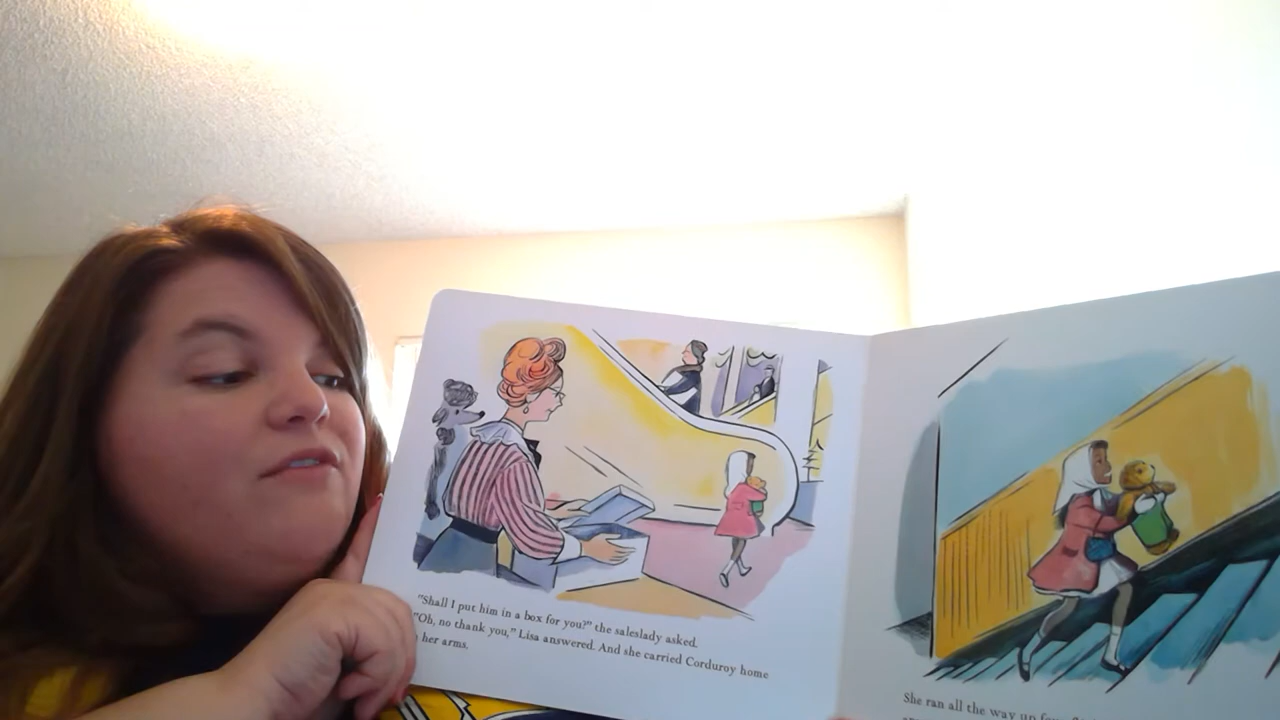 "Shall I put him in a box for you?" the saleslady asked.
"Oh, no thank you," Lisa answered. And she carried Corduroy home
her arms.
She ran all the way up